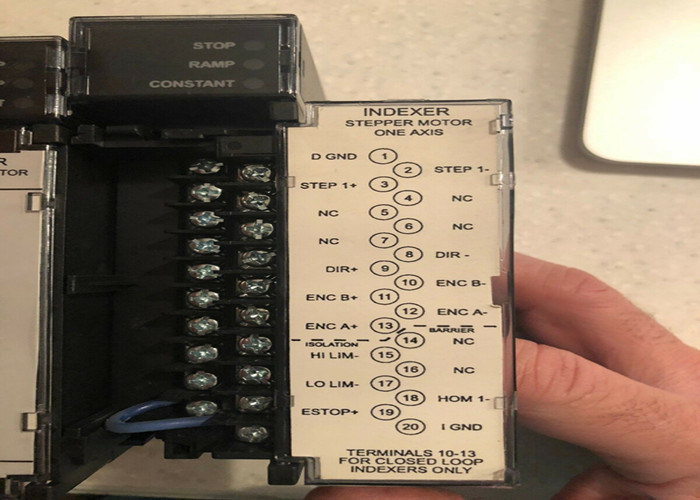 STOP
RAMP
CONSTANT
INDEXER
STEPPER MOTOR
ONE AXIS
D GND 1
2 STEP 1-
STEP 1+ 3
4 NC
NC 5
6 NC
NC 7
8 DIR -
DIR+ 9
10 ENC B-
ENC B+ 11
12 ENC A-
ENC A+ 13
BARRIER
ISOLATION
14 NC
HI LIM- 15
16 NC
LO LIM- 17
18 HOM 1-
ESTOP+ 19
20 I GND
TERMINALS 10-13
FOR CLOSED LOOP
INDEXERS ONLY
R
TOR